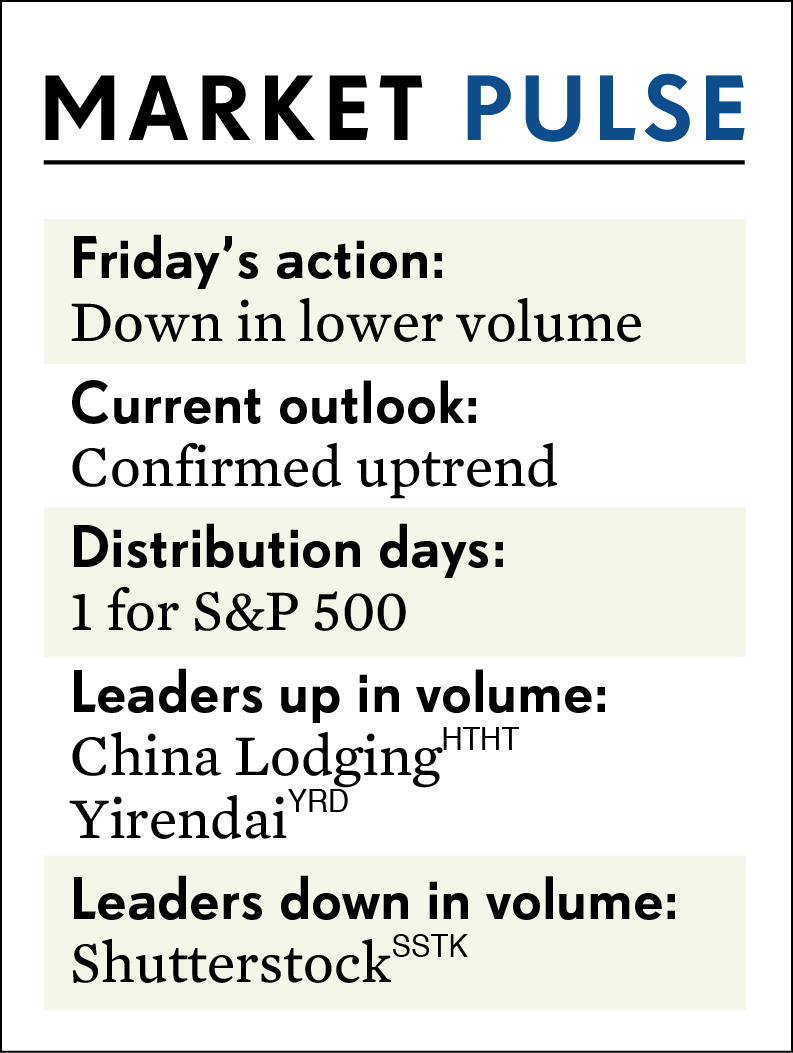 MARKET PULSE
Friday’s action:
Down in lower volume
Current outlook:
Confirmed uptrend
Distribution days:
1 for S&P 500
Leaders up in volume:
China Lodging HTHT
Yirendai YRD
Leaders down in volume:
Shutterstock SSTK